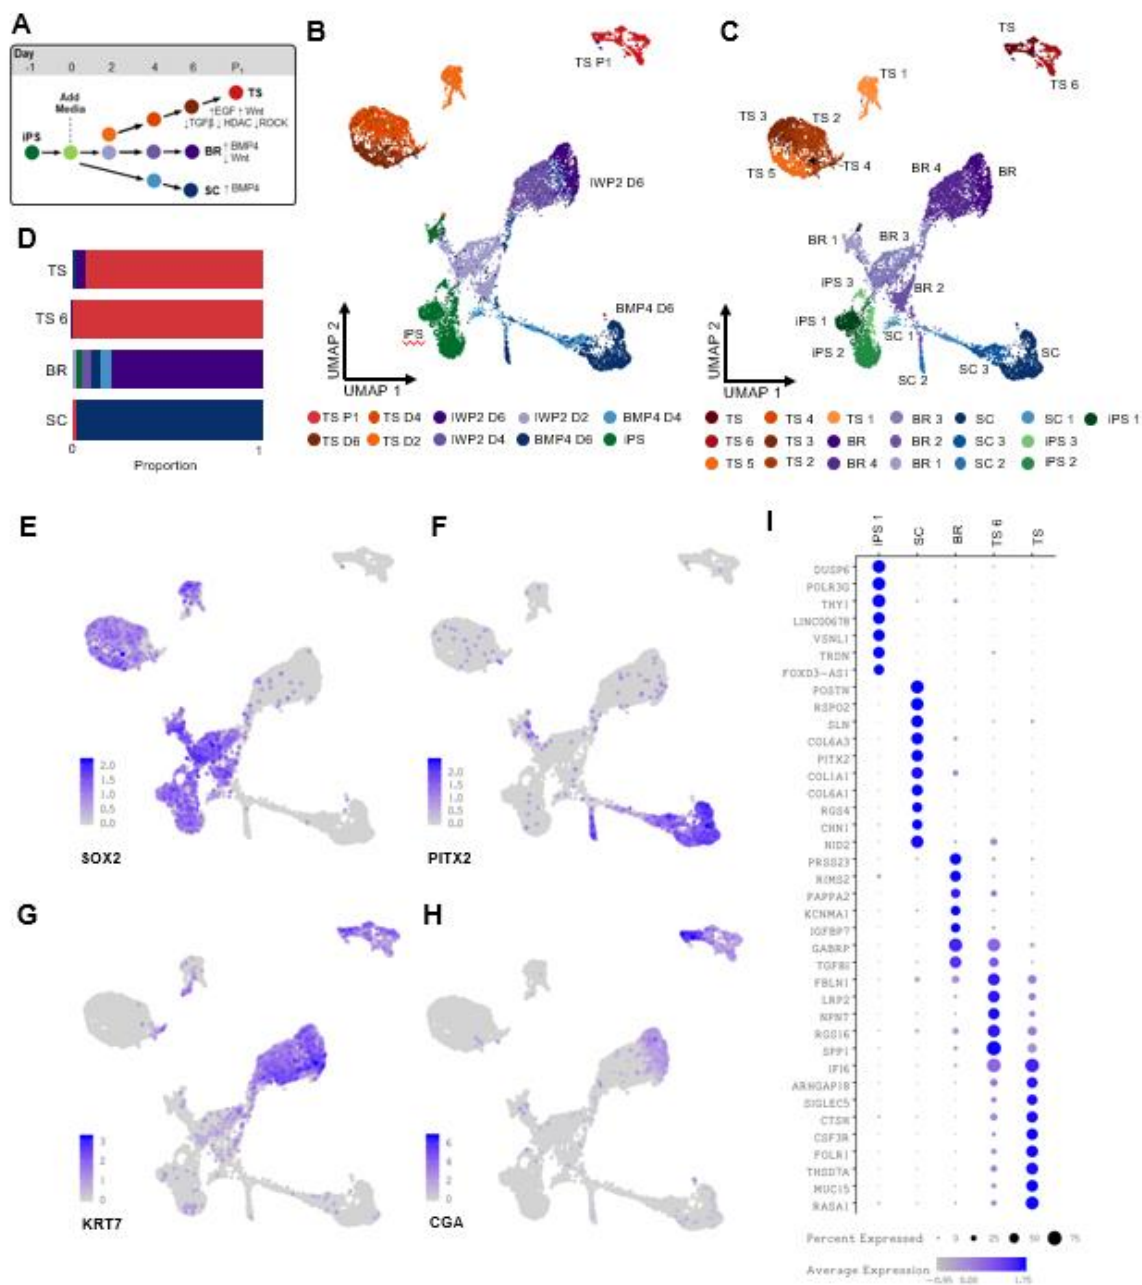 A
Day
-1 0 2 4 6 P1
Add
Media
TS
↑EGF ↑ Wnt
↓TGFβ ↓ HDAC ↓ROCK
iPS
BR ↑ BMP4
↓ Wnt
SC ↑ BMP4
B
TS P1
IWP2 D6
BMP4 D6
iPS
UMAP 2
UMAP 1
TS P1 TS D4 IWP2 D6 IWP2 D2 BMP4 D4
TS D6 TS D2 IWP2 D4 BMP4 D6 iPS
C
TS
TS 6
TS 1
TS 3 TS 2
TS 4
TS 5
BR 4 BR
BR 1 BR 3
iPS 3
BR 2
iPS 1
SC 1
iPS 2
SC 2 SC 3 SC
UMAP 2
UMAP 1
TS TS 4 TS 1 BR 3 SC SC 1 iPS 1
TS 6 TS 3 BR BR 2 SC 3 iPS 3
TS 5 TS 2 BR 4 BR 1 SC 2 iPS 2
D
TS
TS 6
BR
SC
0 1
Proportion
E
2.0
1.5
1.0
0.5
0.0
SOX2
F
2.0
1.5
1.0
0.5
0.0
PITX2
G
3
2
1
0
KRT7
H
6
4
2
0
CGA
I
iPS 1 SC BR TS 6 TS
DUSP6
POLR3G
THY1
LINC00678
VSNL1
TRDN
FOXD3-AS1
POSTN
RSPO2
SLN
COL6A3
PITX2
COL1A1
COL6A1
RGS4
CHN1
NID2
PRSS23
RIMS2
PAPPA2
KCNMA1
IGFBP7
GABRP
TGFBI
FBLN1
LRP2
NPNT
RGS16
SPP1
IFI6
ARHGAP18
SIGLEC5
CTSK
CSF3R
FOLR1
THSD7A
MUC15
RASA1
Percent Expressed 0 25 50 75
Average Expression -0.95 0.00 1.75